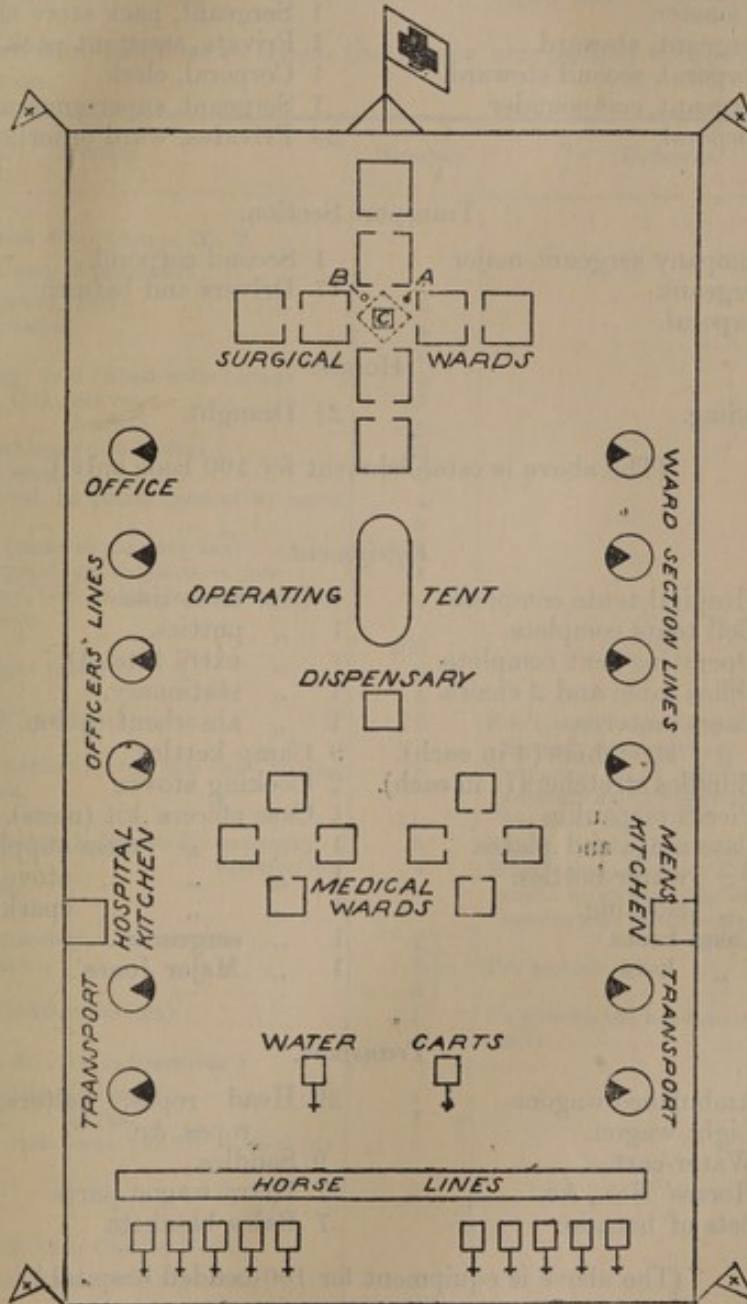 B A
C
SURGICAL WARDS
OFFICE
WARD SECTION LINES
OFFICERS' LINES
OPERATING TENT
DISPENSARY
HOSPITAL
KITCHEN
MENS
KITCHEN
MEDICAL
WARDS
TRANSPORT
TRANSPORT
WATER CARTS
HORSE LINES